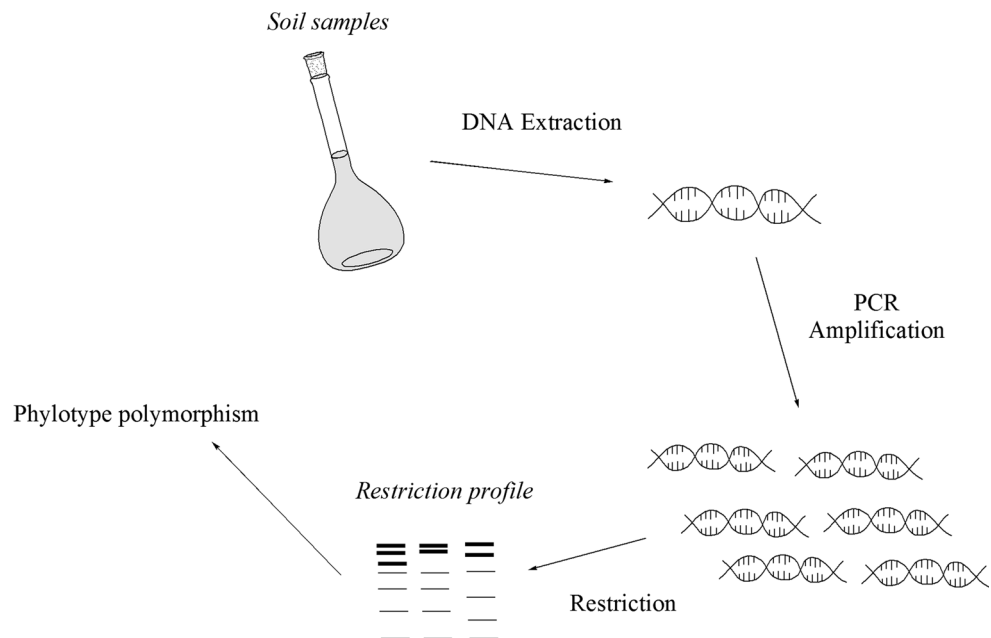 Soil samples
DNA Extraction
PCR
Amplification
Phylotype polymorphism
Restriction profile
Restriction